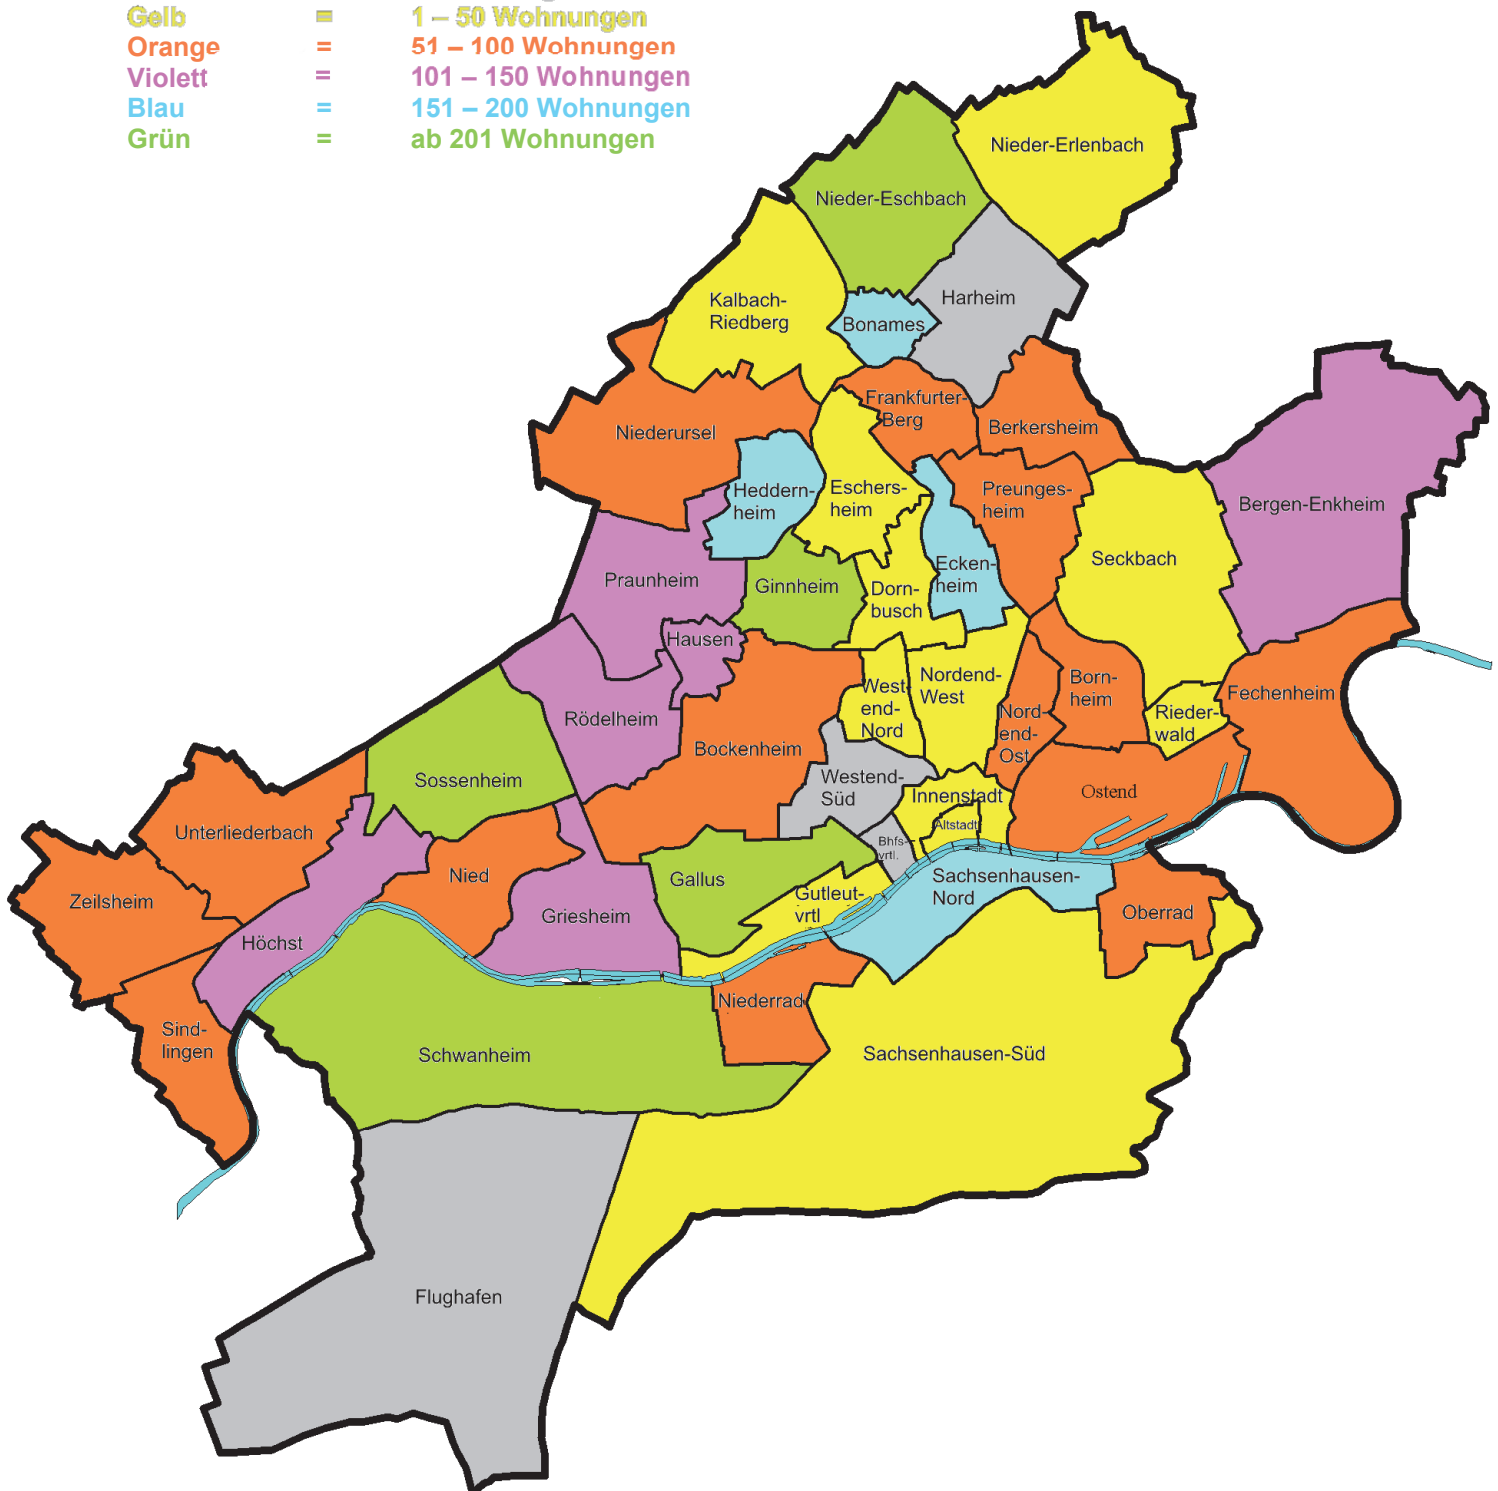 Gelb = 1 – 50 Wohnungen
Orange = 51 – 100 Wohnungen
Violett = 101 – 150 Wohnungen
Blau = 151 – 200 Wohnungen
Grün = ab 201 Wohnungen
Nieder-Erlenbach
Nieder-Eschbach
Harheim
Kalbach-
Riedberg
Bonames
Frankfurter-
Berg
Berkersheim
Niederursel
Heddern-
heim
Eschers-
heim
Preunges-
heim
Bergen-Enkheim
Seckbach
Praunheim
Ginnheim
Dorn-
busch
Ecken-
heim
Hausen
Rödelheim
Bockenheim
West-
end-
Nord
Nordend-
West
Nord-
end-
Ost
Born-
heim
Rieder-
wald
Fechenheim
Sossenheim
Westend-
Süd
Innenstadt
Ostend
Altstadt
Bhfs-
vrtl.
Unterliederbach
Zeilsheim
Nied
Gallus
Gutleut-
vrtl
Sachsenhausen-
Nord
Oberrad
Höchst
Griesheim
Niederrad
Sind-
lingen
Schwanheim
Sachsenhausen-Süd
Flughafen